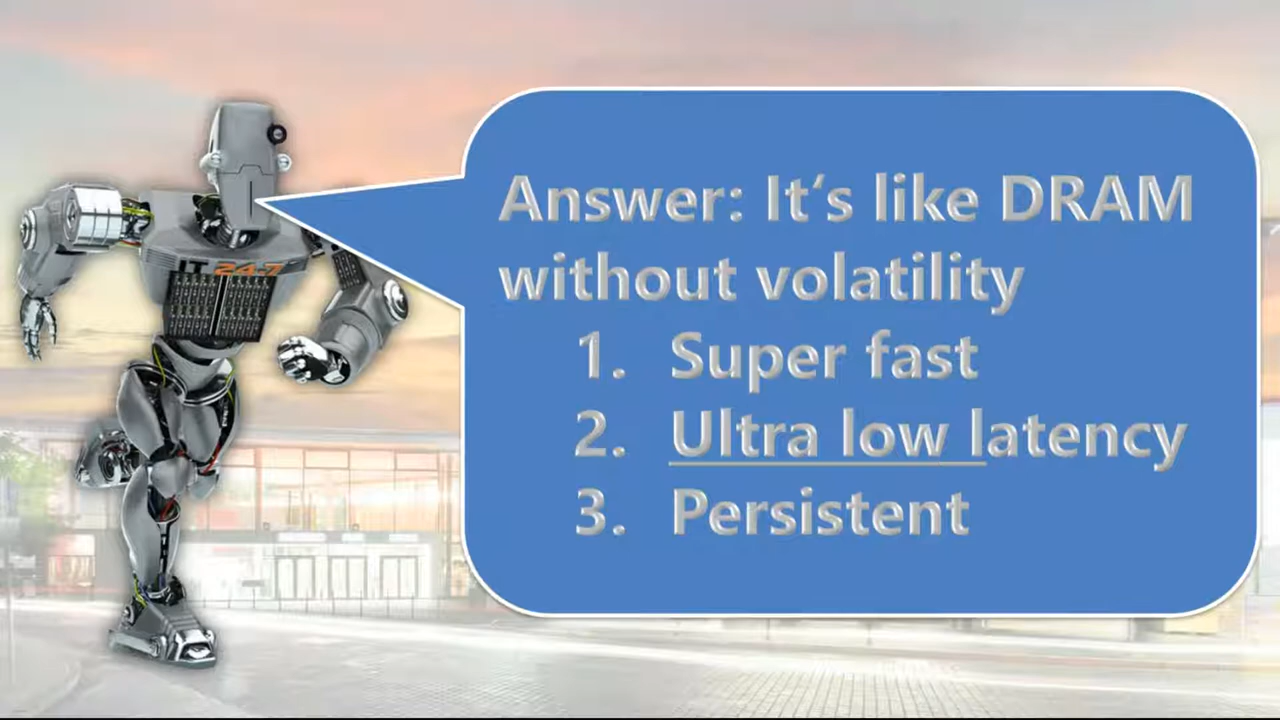 IT 24-7
Answer: It‘s like DRAM
without volatility
1. Super fast
2. Ultra low latency
3. Persistent